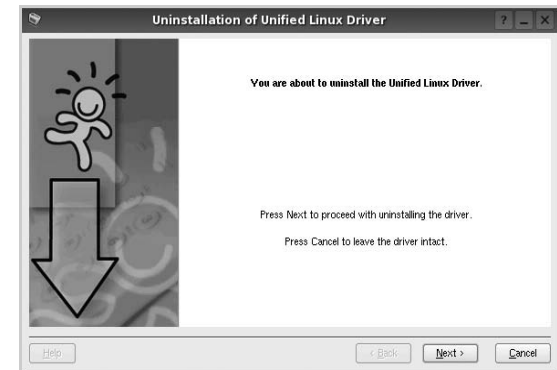 Uninstallation of Unified Linux Driver
You are about to uninstall the Unified Linux Driver.
Press Next to proceed with uninstalling the driver.
Press Cancel to leave the driver intact.
Help < Back Next > Cancel